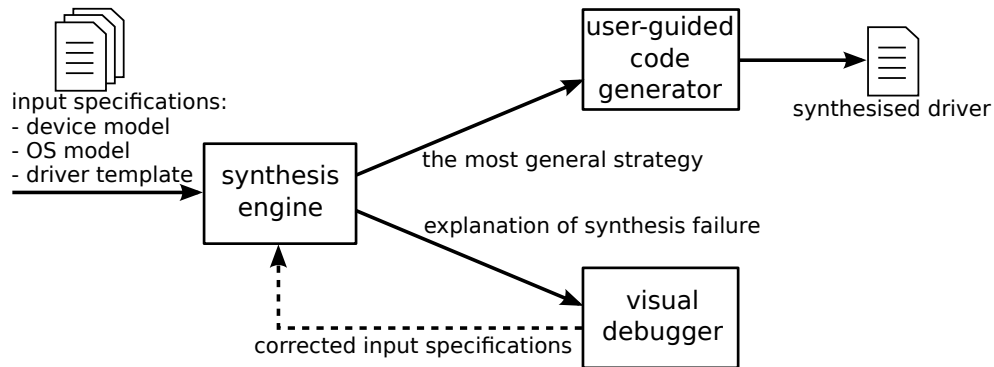 input specifications:
- device model
- OS model
- driver template
synthesis
engine
the most general strategy
user-guided
code
generator
synthesised driver
explanation of synthesis failure
visual
debugger
corrected input specifications